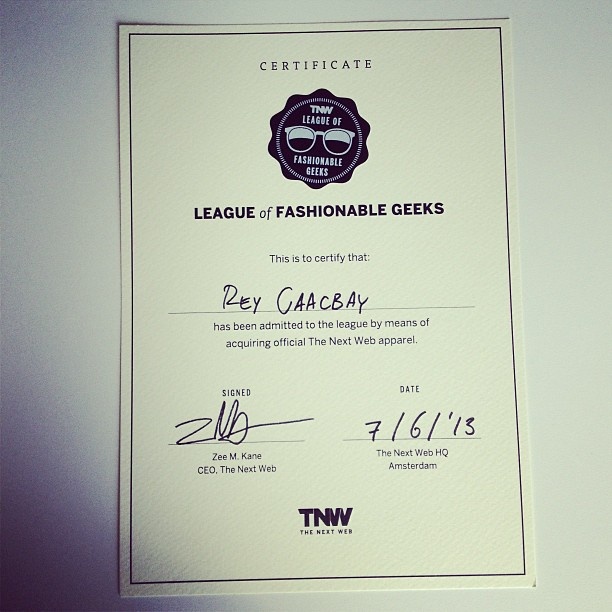 CERTIFICATE
TNW
LEAGUE OF
FASHIONABLE
GEEKS
LEAGUE of FASHIONABLE GEEKS
This is to certify that:
REY CAACBAY
has been admitted to the league by means of
acquiring official The Next Web apparel.
SIGNED
DATE
7/6/'13
Zee M. Kane
CEO, The Next Web
The Next Web HQ
Amsterdam
TNW
THE NEXT WEB